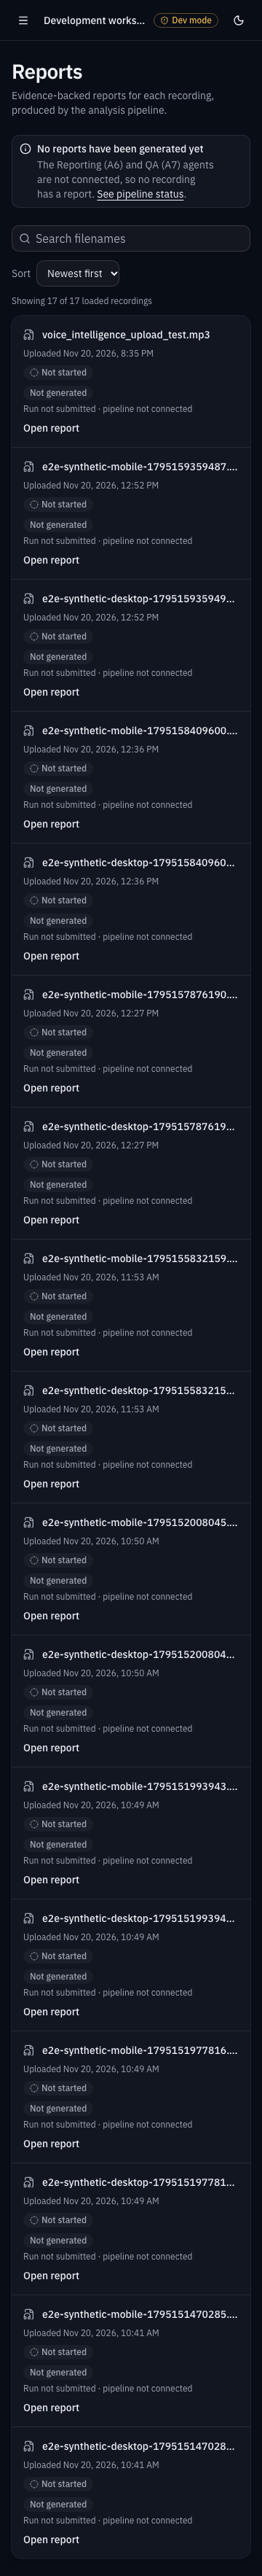 Development works...
Dev mode
Reports
Evidence-backed reports for each recording,
produced by the analysis pipeline.
No reports have been generated yet
The Reporting (A6) and QA (A7) agents
are not connected, so no recording
has a report. See pipeline status.
Search filenames
Sort
Newest first
Showing 17 of 17 loaded recordings
voice_intelligence_upload_test.mp3
Uploaded Nov 20, 2026, 8:35 PM
Not started
Not generated
Run not submitted · pipeline not connected
Open report
e2e-synthetic-mobile-1795159359487....
Uploaded Nov 20, 2026, 12:52 PM
Not started
Not generated
Run not submitted · pipeline not connected
Open report
e2e-synthetic-desktop-179515935949...
Uploaded Nov 20, 2026, 12:52 PM
Not started
Not generated
Run not submitted · pipeline not connected
Open report
e2e-synthetic-mobile-1795158409600....
Uploaded Nov 20, 2026, 12:36 PM
Not started
Not generated
Run not submitted · pipeline not connected
Open report
e2e-synthetic-desktop-179515840960...
Uploaded Nov 20, 2026, 12:36 PM
Not started
Not generated
Run not submitted · pipeline not connected
Open report
e2e-synthetic-mobile-1795157876190....
Uploaded Nov 20, 2026, 12:27 PM
Not started
Not generated
Run not submitted · pipeline not connected
Open report
e2e-synthetic-desktop-179515787619...
Uploaded Nov 20, 2026, 12:27 PM
Not started
Not generated
Run not submitted · pipeline not connected
Open report
e2e-synthetic-mobile-1795155832159....
Uploaded Nov 20, 2026, 11:53 AM
Not started
Not generated
Run not submitted · pipeline not connected
Open report
e2e-synthetic-desktop-179515583215...
Uploaded Nov 20, 2026, 11:53 AM
Not started
Not generated
Run not submitted · pipeline not connected
Open report
e2e-synthetic-mobile-1795152008045....
Uploaded Nov 20, 2026, 10:50 AM
Not started
Not generated
Run not submitted · pipeline not connected
Open report
e2e-synthetic-desktop-179515200804...
Uploaded Nov 20, 2026, 10:50 AM
Not started
Not generated
Run not submitted · pipeline not connected
Open report
e2e-synthetic-mobile-1795151993943....
Uploaded Nov 20, 2026, 10:49 AM
Not started
Not generated
Run not submitted · pipeline not connected
Open report
e2e-synthetic-desktop-179515199394...
Uploaded Nov 20, 2026, 10:49 AM
Not started
Not generated
Run not submitted · pipeline not connected
Open report
e2e-synthetic-mobile-1795151977816....
Uploaded Nov 20, 2026, 10:49 AM
Not started
Not generated
Run not submitted · pipeline not connected
Open report
e2e-synthetic-desktop-179515197781...
Uploaded Nov 20, 2026, 10:49 AM
Not started
Not generated
Run not submitted · pipeline not connected
Open report
e2e-synthetic-mobile-1795151470285....
Uploaded Nov 20, 2026, 10:41 AM
Not started
Not generated
Run not submitted · pipeline not connected
Open report
e2e-synthetic-desktop-179515147028...
Uploaded Nov 20, 2026, 10:41 AM
Not started
Not generated
Run not submitted · pipeline not connected
Open report